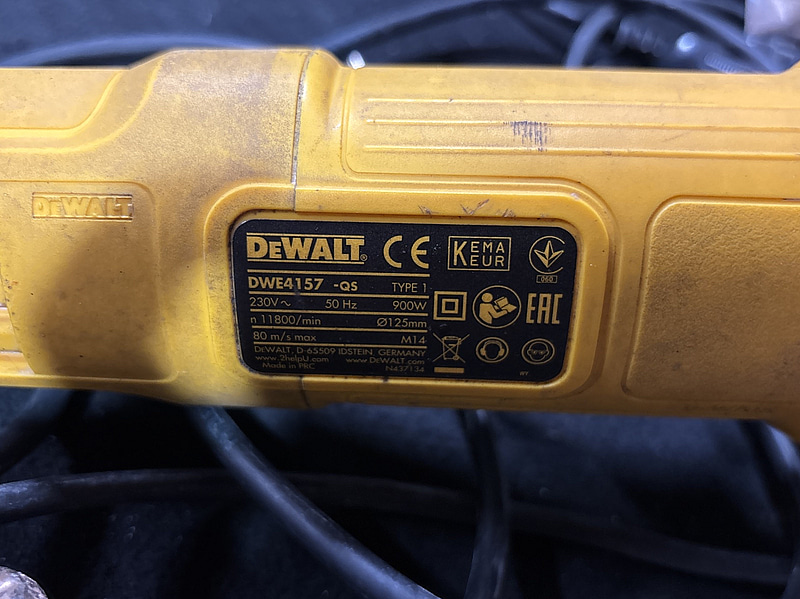 DEWALT
DEWALT® CE KEMA KEUR
060
DWE4157 -QS TYPE 1
230V~ 50 Hz 900W
EAC
n 11800/min Ø125mm
80 m/s max M14
DEWALT, D-65509 IDSTEIN, GERMANY
www.2helpU.com www.DEWALT.com
Made in PRC N437134